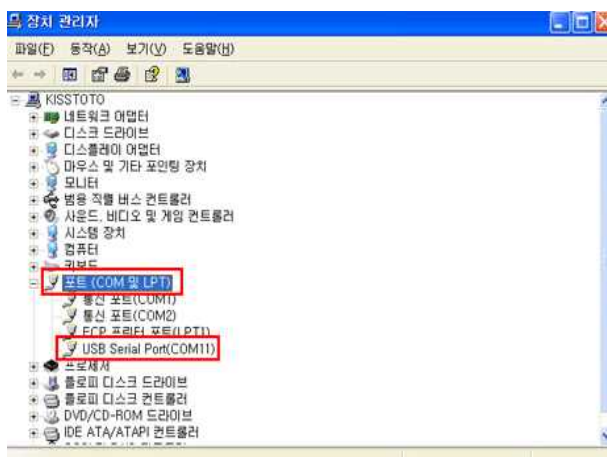 장치 관리자
파일(F) 동작(A) 보기(V) 도움말(H)
KISSTOTO
네트워크 어댑터
디스크 드라이브
디스플레이 어댑터
마우스 및 기타 포인팅 장치
모니터
범용 직렬 버스 컨트롤러
사운드, 비디오 및 게임 컨트롤러
시스템 장치
컴퓨터
키보드
포트 (COM 및 LPT)
통신 포트(COM1)
통신 포트(COM2)
ECP 프린터 포트(LPT1)
USB Serial Port(COM11)
프로세서
플로피 디스크 드라이브
플로피 디스크 컨트롤러
DVD/CD-ROM 드라이브
IDE ATA/ATAPI 컨트롤러